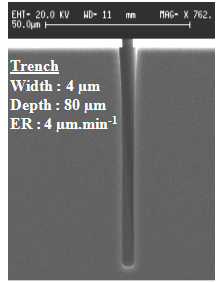 EHT- 20.0 KV WD- 11 mm MAG- X 762.
50.0µm
Trench
Width : 4 µm
Depth : 80 µm
ER : 4 µm.min⁻¹